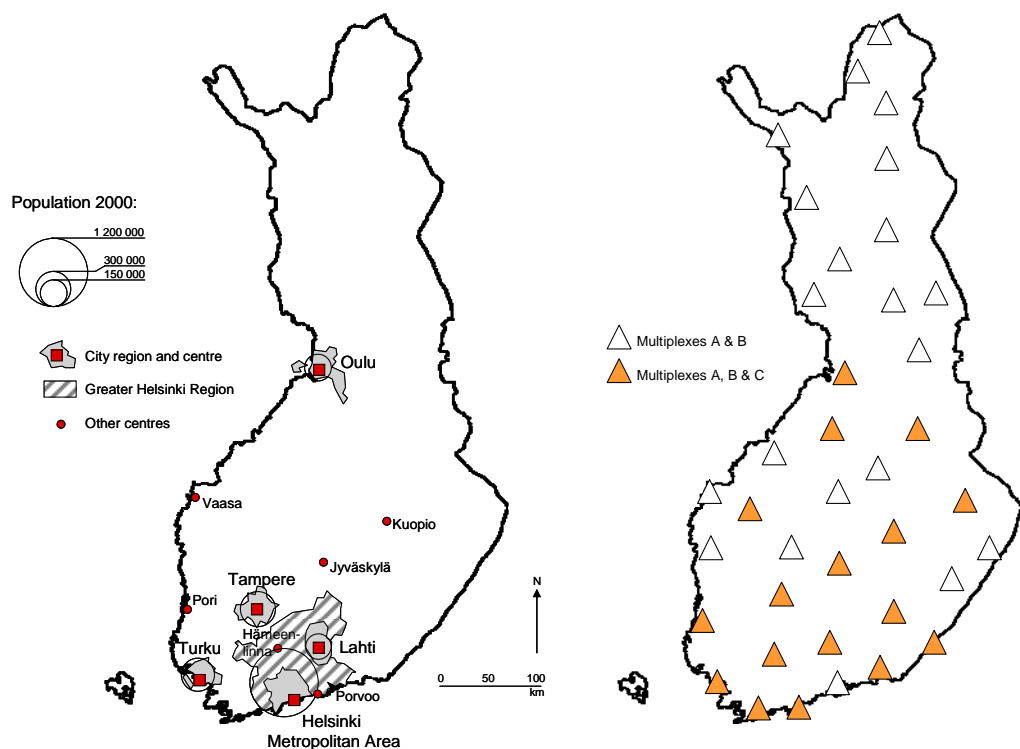 Population 2000:
1 200 000
300 000
150 000
City region and centre
Greater Helsinki Region
Other centres
Oulu
Vaasa
Kuopio
Jyväskylä
Tampere
Pori
Hämeen-
linna
Lahti
Turku
Porvoo
Helsinki
Metropolitan Area
N
0 50 100
km
Multiplexes A & B
Multiplexes A, B & C